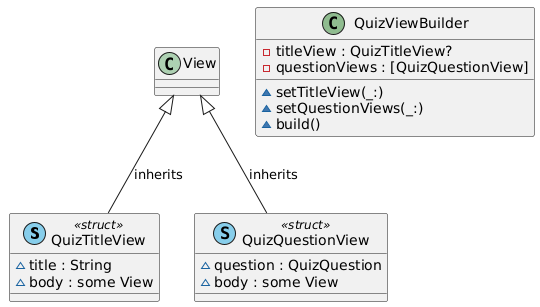 C QuizViewBuilder
titleView : QuizTitleView?
questionViews : [QuizQuestionView]
setTitleView(_:)
setQuestionViews(_:)
build()
C View
inherits
inherits
«struct»
S QuizTitleView
title : String
body : some View
«struct»
S QuizQuestionView
question : QuizQuestion
body : some View